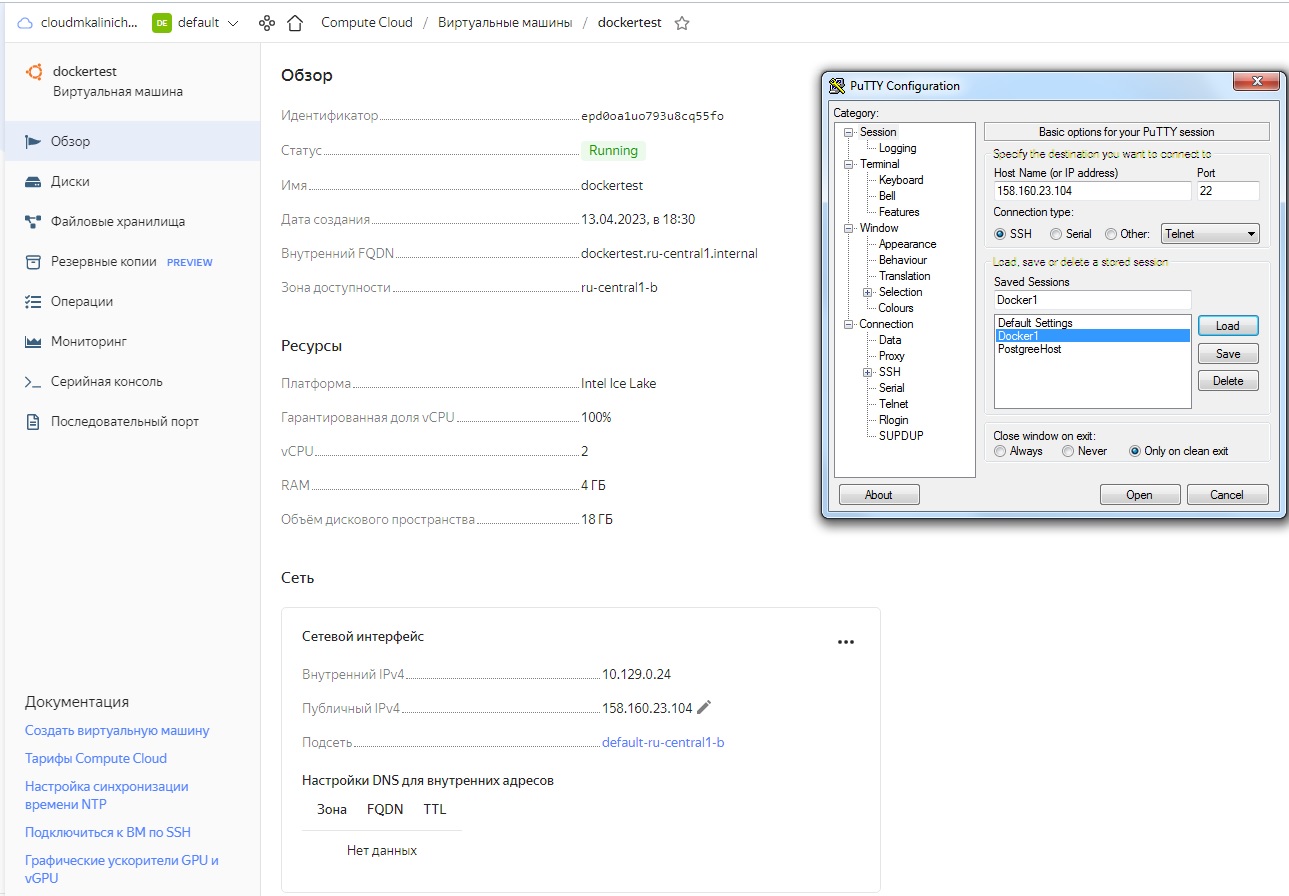 cloudmkalinich... DE default Compute Cloud / Виртуальные машины / dockertest
dockertest
Виртуальная машина
Обзор
Диски
Файловые хранилища
Резервные копии PREVIEW
Операции
Мониторинг
Серийная консоль
Последовательный порт
Документация
Создать виртуальную машину
Тарифы Compute Cloud
Настройка синхронизации
времени NTP
Подключиться к ВМ по SSH
Графические ускорители GPU и
vGPU
Обзор
Идентификатор epd0oa1uo793u8cq55fo
Статус Running
Имя dockertest
Дата создания 13.04.2023, в 18:30
Внутренний FQDN dockertest.ru-central1.internal
Зона доступности ru-central1-b
Ресурсы
Платформа Intel Ice Lake
Гарантированная доля vCPU 100%
vCPU 2
RAM 4 ГБ
Объём дискового пространства 18 ГБ
Сеть
Сетевой интерфейс
Внутренний IPv4 10.129.0.24
Публичный IPv4 158.160.23.104
Подсеть default-ru-central1-b
Настройки DNS для внутренних адресов
Зона FQDN TTL
Нет данных
PuTTY Configuration
Category:
Session
Logging
Terminal
Keyboard
Bell
Features
Window
Appearance
Behaviour
Translation
Selection
Colours
Connection
Data
Proxy
SSH
Serial
Telnet
Rlogin
SUPDUP
Basic options for your PuTTY session
Specify the destination you want to connect to
Host Name (or IP address) Port
158.160.23.104 22
Connection type:
SSH Serial Other: Telnet
Load, save or delete a stored session
Saved Sessions
Docker1
Default Settings
Docker1
PostgreeHost
Load
Save
Delete
Close window on exit:
Always Never Only on clean exit
About Open Cancel